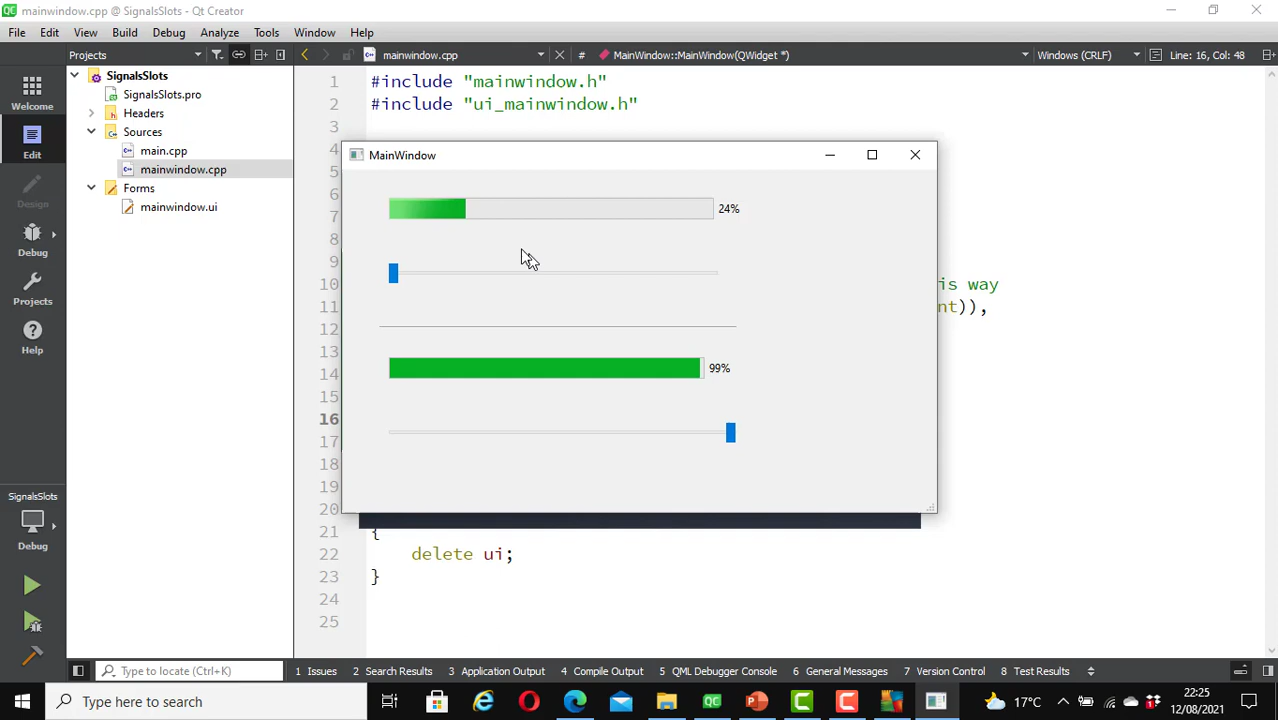 mainwindow.cpp @ SignalsSlots - Qt Creator
File Edit View Build Debug Analyze Tools Window Help
Projects mainwindow.cpp # MainWindow::MainWindow(QWidget *) Windows (CRLF) Line: 16, Col: 48
Welcome
Edit
Design
Debug
Projects
Help
SignalsSlots
Debug
SignalsSlots
SignalsSlots.pro
Headers
Sources
main.cpp
mainwindow.cpp
Forms
mainwindow.ui
1 #include "mainwindow.h"
2 #include "ui_mainwindow.h"
3
4
5
6
7
8
9
10 is way
11 nt)),
12
13
14
15
16
17
18
19
20
21 {
22 delete ui;
23 }
24
25
MainWindow
24%
99%
Type to locate (Ctrl+K) 1 Issues 2 Search Results 3 Application Output 4 Compile Output 5 QML Debugger Console 6 General Messages 7 Version Control 8 Test Results
Type here to search 17°C 22:25
12/08/2021